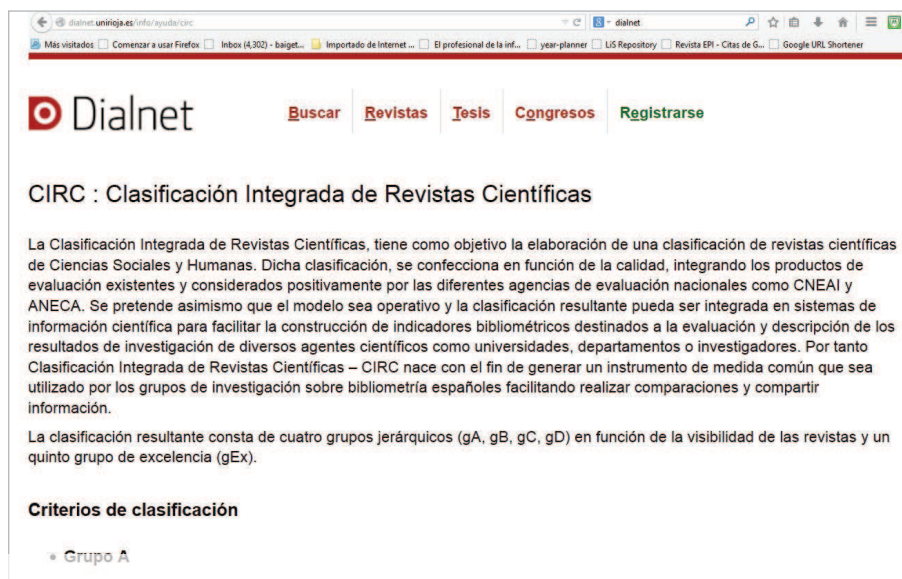 dialnet.unirioja.es/info/ayuda/circ
dialnet
Más visitados Comenzar a usar Firefox Inbox (4,302) - baiget... Importado de Internet ... El profesional de la inf... year-planner LiS Repository Revista EPI - Citas de G... Google URL Shortener
Dialnet Buscar Revistas Tesis Congresos Registrarse
CIRC : Clasificación Integrada de Revistas Científicas
La Clasificación Integrada de Revistas Científicas, tiene como objetivo la elaboración de una clasificación de revistas científicas
de Ciencias Sociales y Humanas. Dicha clasificación, se confecciona en función de la calidad, integrando los productos de
evaluación existentes y considerados positivamente por las diferentes agencias de evaluación nacionales como CNEAI y
ANECA. Se pretende asimismo que el modelo sea operativo y la clasificación resultante pueda ser integrada en sistemas de
información científica para facilitar la construcción de indicadores bibliométricos destinados a la evaluación y descripción de los
resultados de investigación de diversos agentes científicos como universidades, departamentos o investigadores. Por tanto
Clasificación Integrada de Revistas Científicas – CIRC nace con el fin de generar un instrumento de medida común que sea
utilizado por los grupos de investigación sobre bibliometría españoles facilitando realizar comparaciones y compartir
información.
La clasificación resultante consta de cuatro grupos jerárquicos (gA, gB, gC, gD) en función de la visibilidad de las revistas y un
quinto grupo de excelencia (gEx).
Criterios de clasificación
• Grupo A